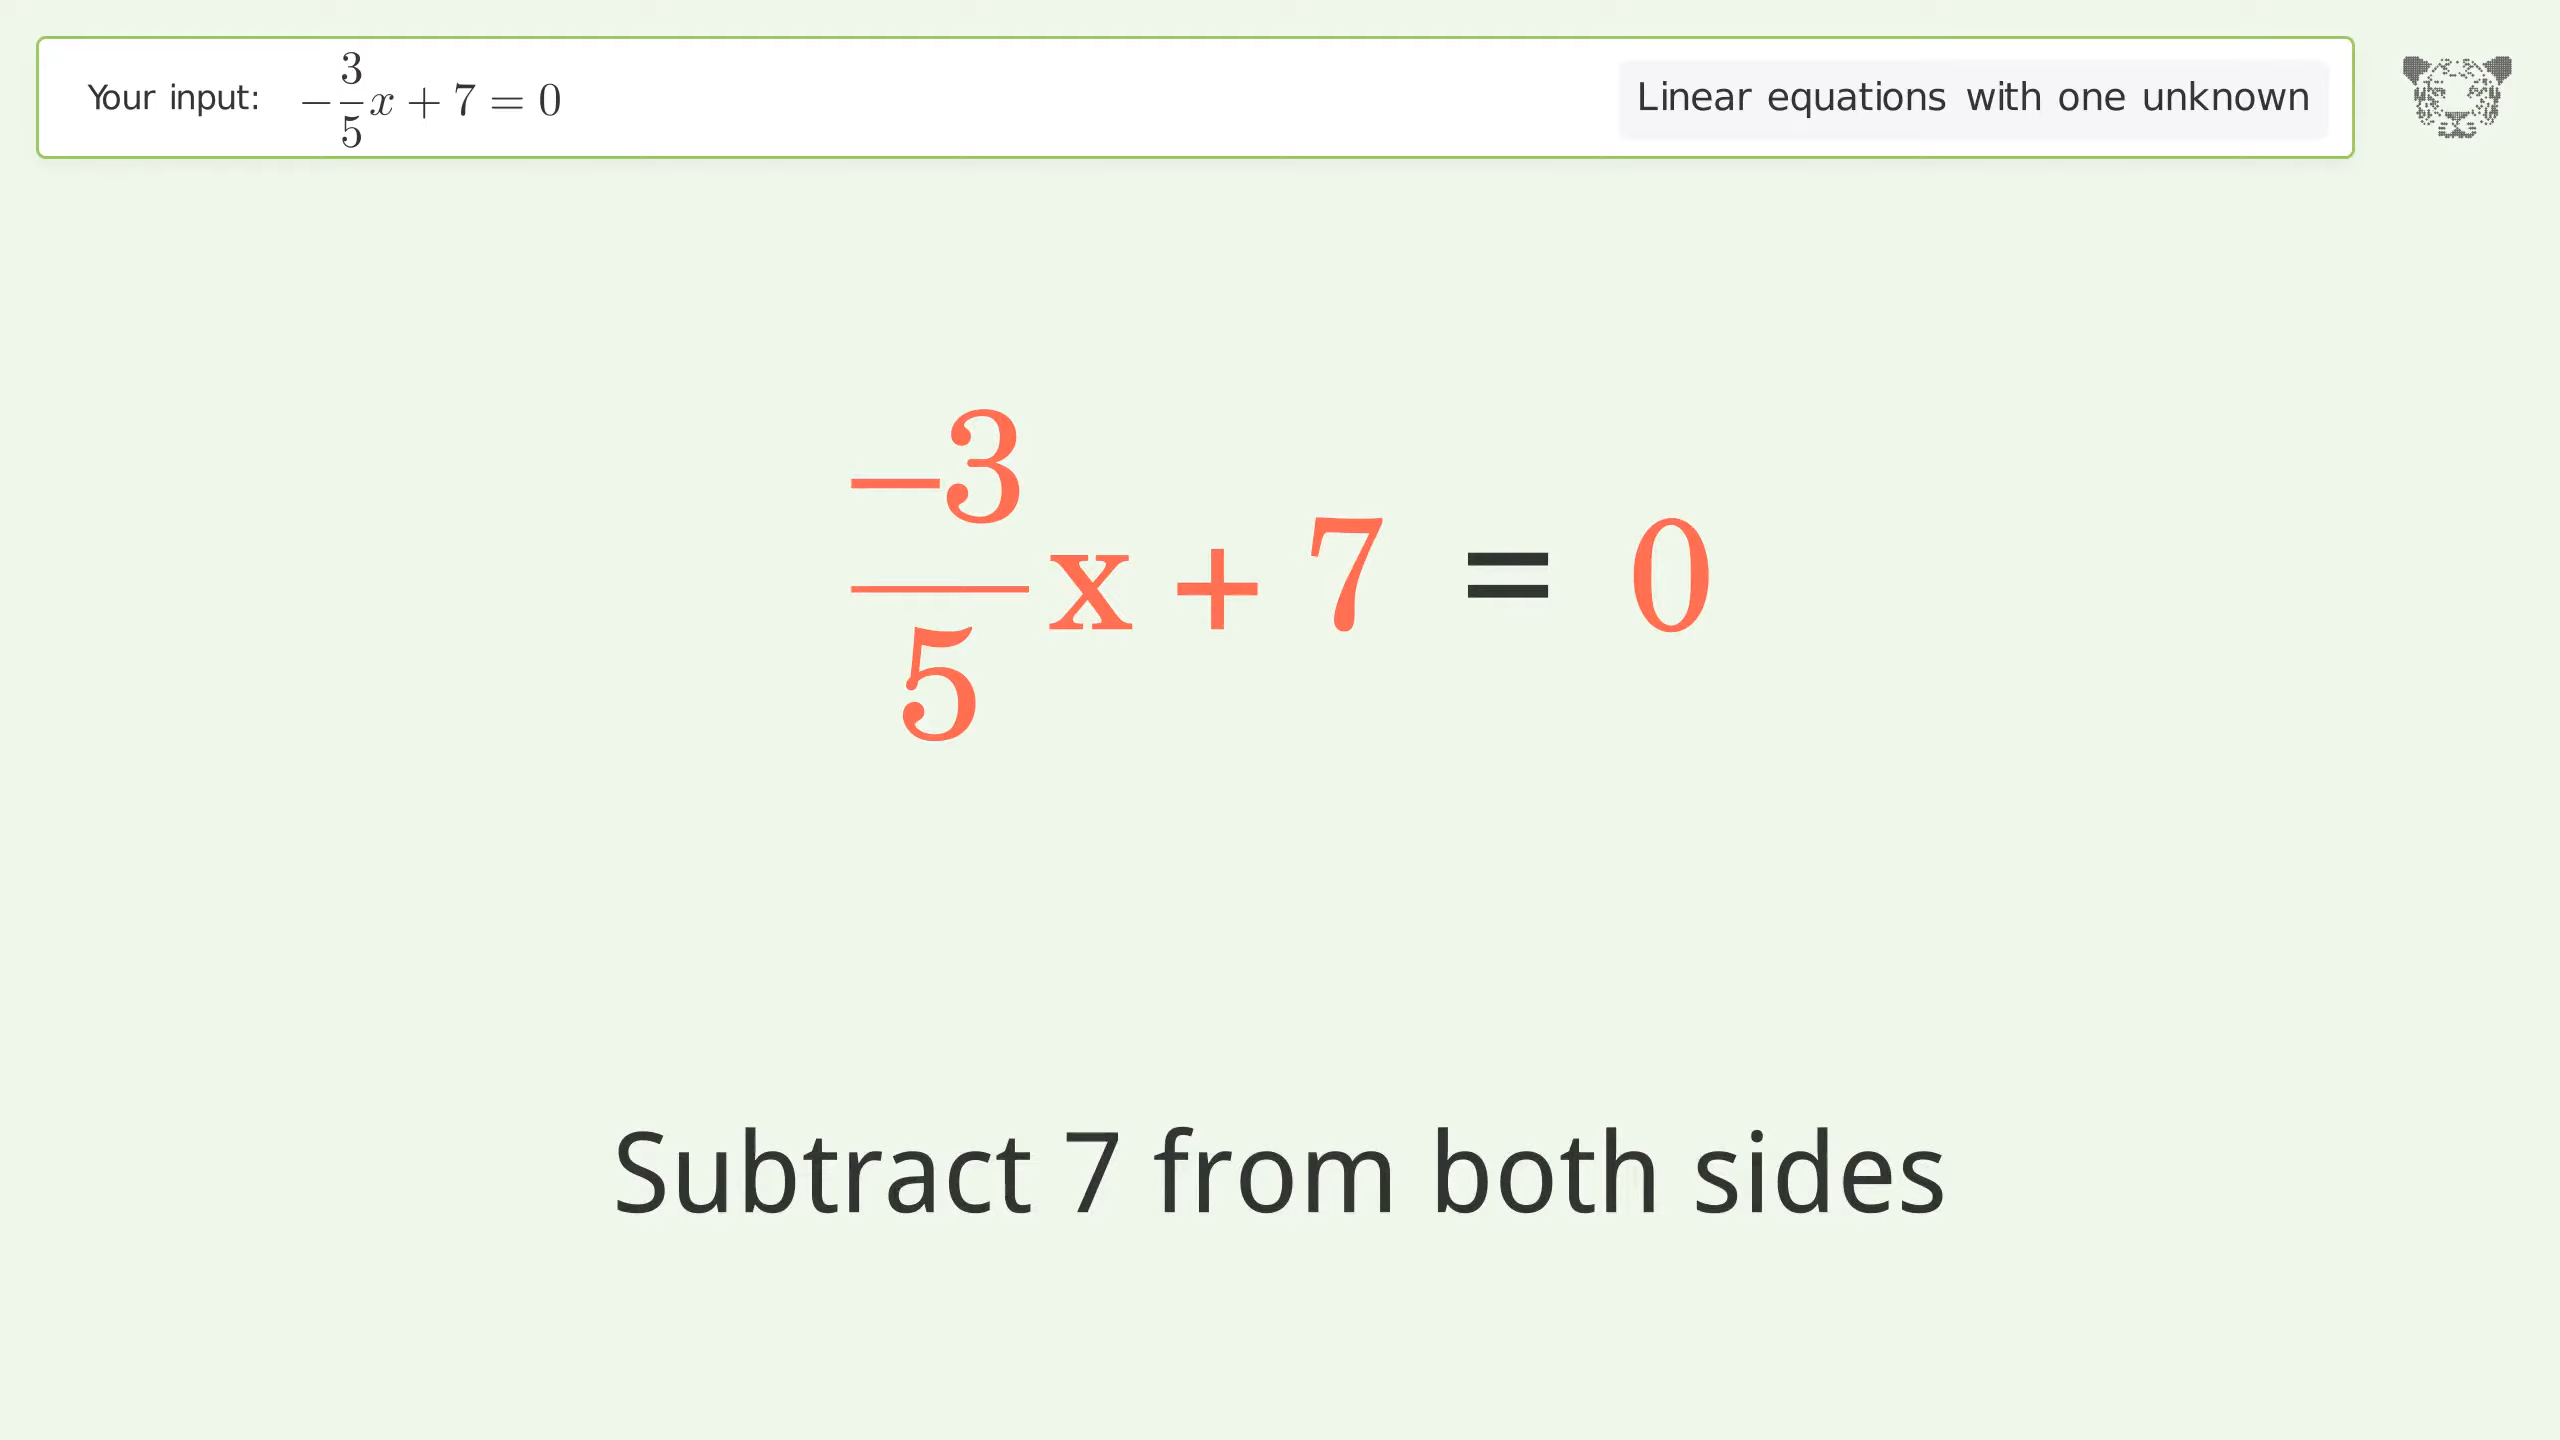 Your input: −3/5x + 7 = 0
Linear equations with one unknown
−3/5 x + 7 = 0
Subtract 7 from both sides